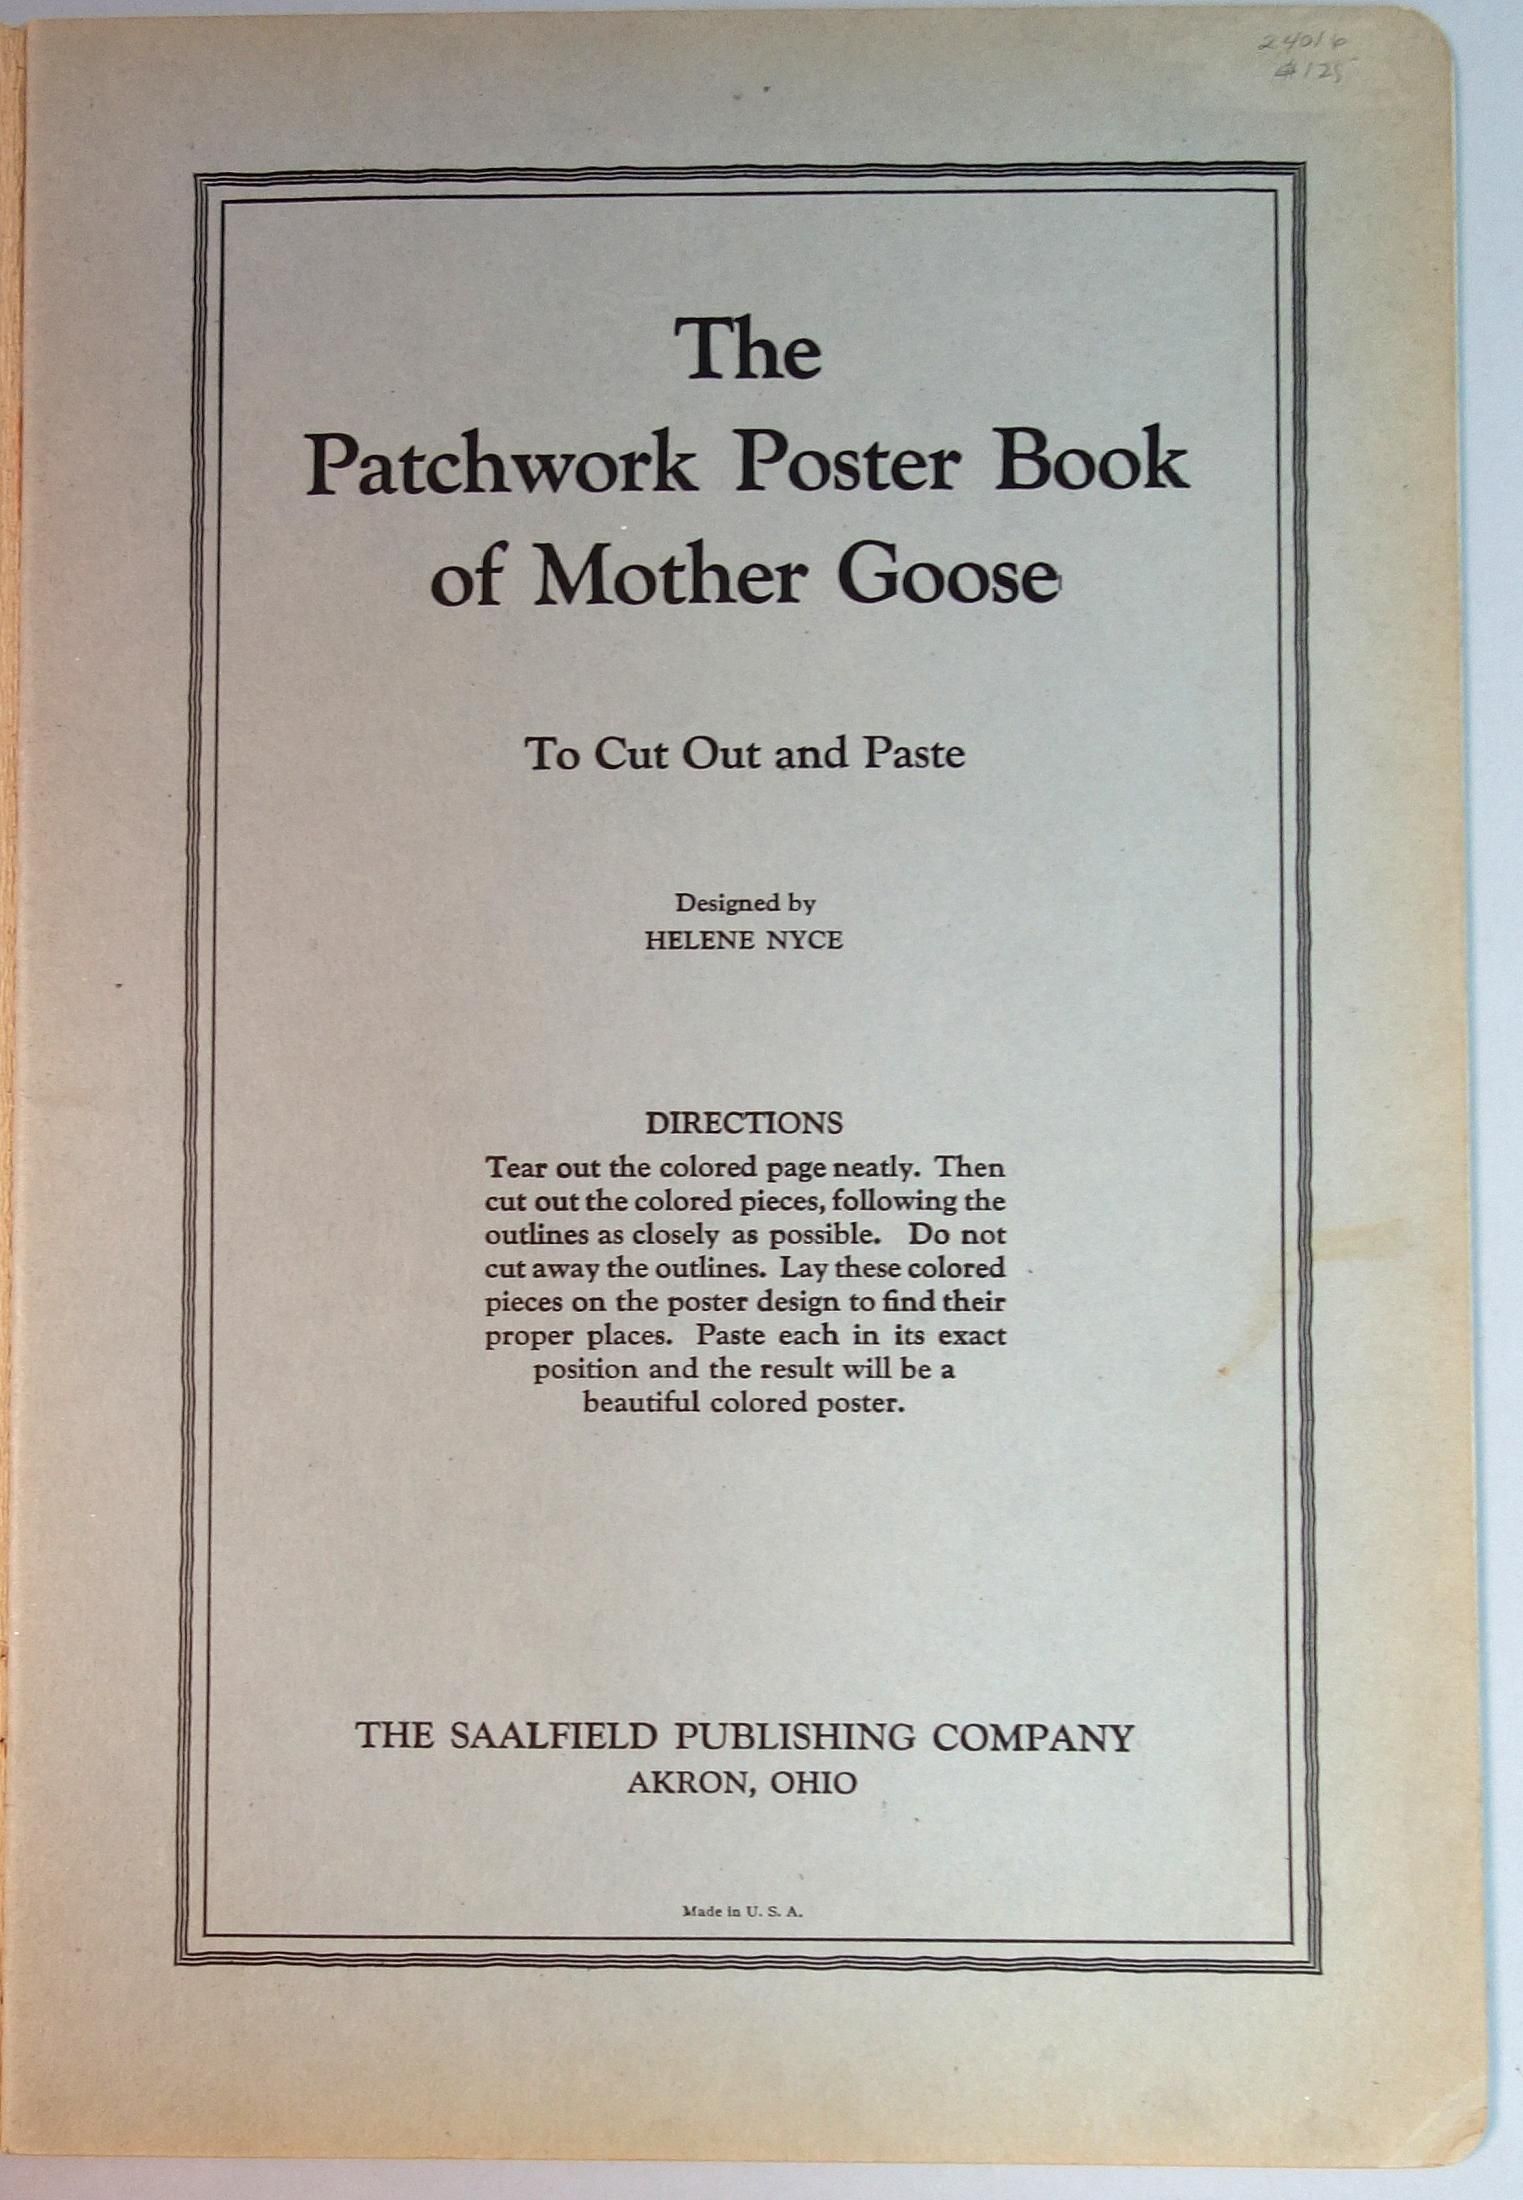 24016
$125
The
Patchwork Poster Book
of Mother Goose
To Cut Out and Paste
Designed by
HELENE NYCE
DIRECTIONS
Tear out the colored page neatly. Then
cut out the colored pieces, following the
outlines as closely as possible. Do not
cut away the outlines. Lay these colored
pieces on the poster design to find their
proper places. Paste each in its exact
position and the result will be a
beautiful colored poster.
THE SAALFIELD PUBLISHING COMPANY
AKRON, OHIO
Made in U. S. A.